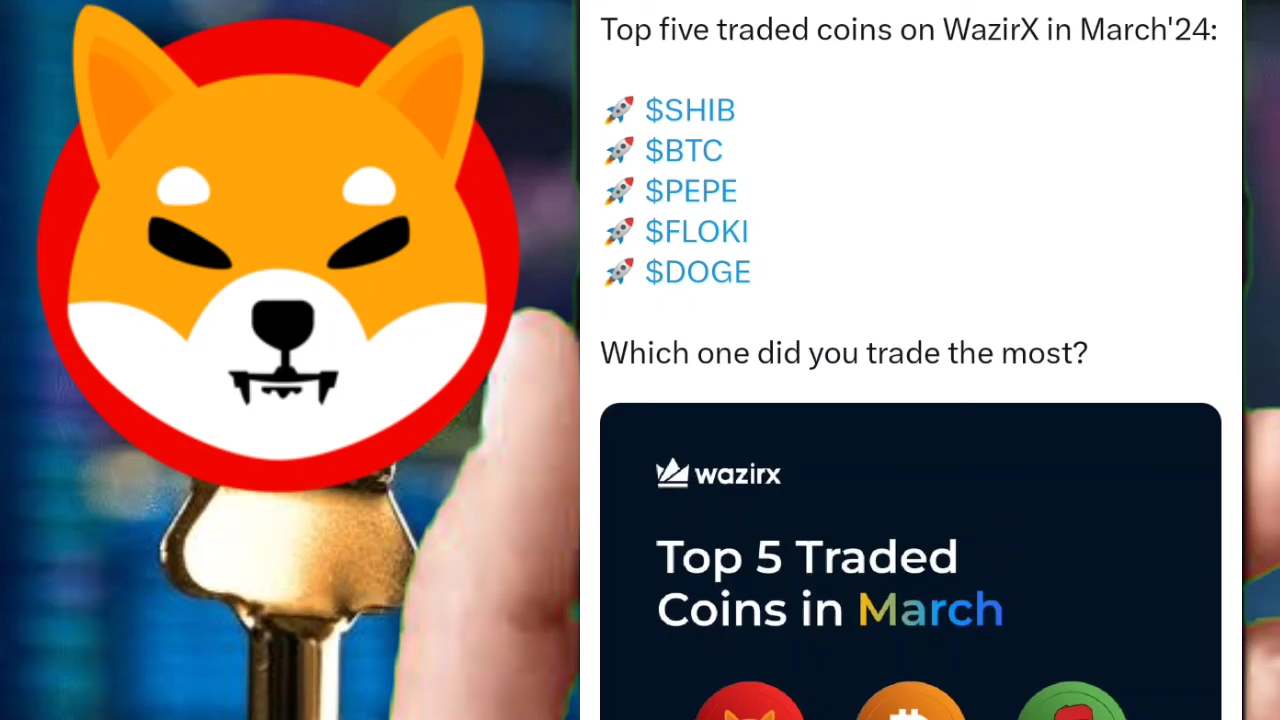 Top five traded coins on WazirX in March'24:
🚀 $SHIB
🚀 $BTC
🚀 $PEPE
🚀 $FLOKI
🚀 $DOGE
Which one did you trade the most?
wazirx
Top 5 Traded
Coins in March